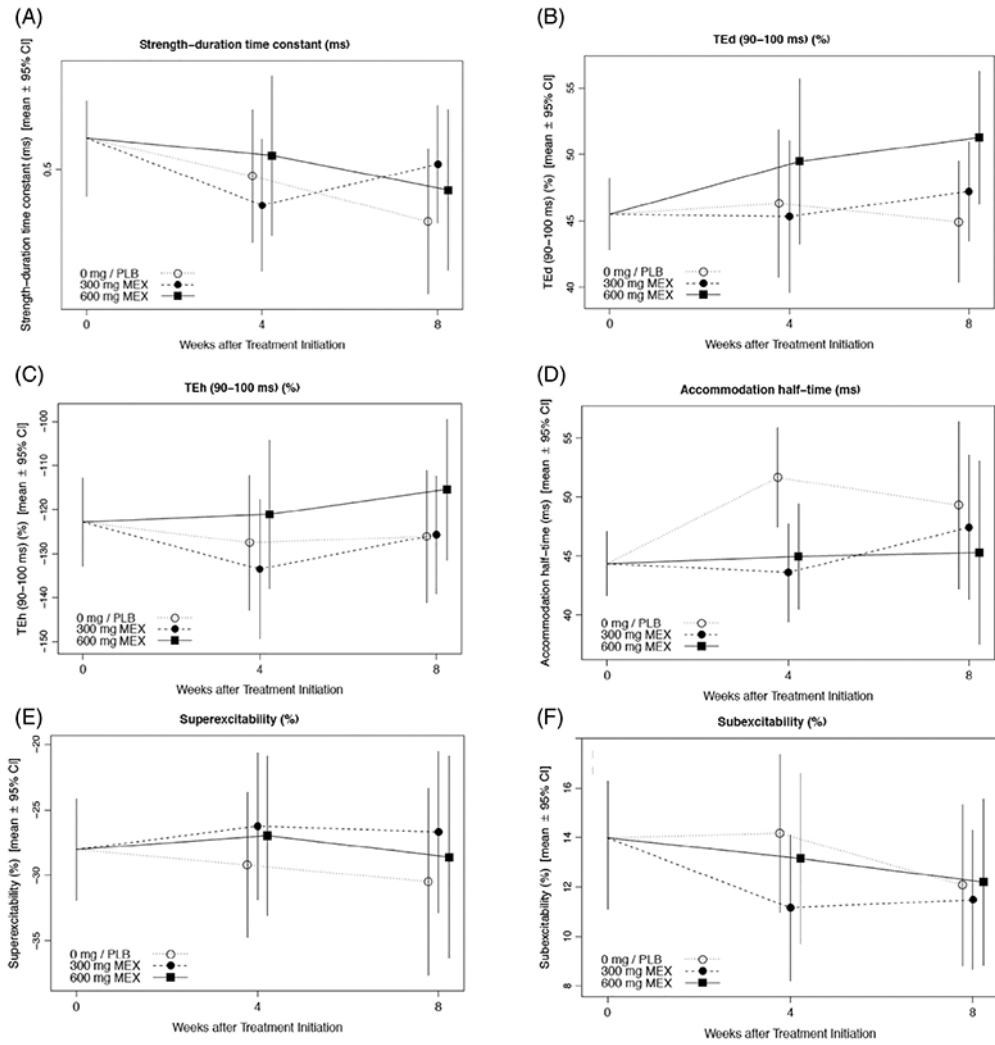 (A)
Strength-duration time constant (ms)
Strength-duration time constant (ms) [mean ± 95% CI]
0.5
0 mg / PLB
300 mg MEX
600 mg MEX
0 4 8
Weeks after Treatment Initiation
(B)
TEd (90-100 ms) (%)
TEd (90-100 ms) (%) [mean ± 95% CI]
55
50
45
40
0 mg / PLB
300 mg MEX
600 mg MEX
0 4 8
Weeks after Treatment Initiation
(C)
TEh (90-100 ms) (%)
TEh (90-100 ms) (%) [mean ± 95% CI]
-100
-110
-120
-130
-140
-150
0 mg / PLB
300 mg MEX
600 mg MEX
0 4 8
Weeks after Treatment Initiation
(D)
Accommodation half-time (ms)
Accommodation half-time (ms) [mean ± 95% CI]
55
50
45
40
0 mg / PLB
300 mg MEX
600 mg MEX
0 4 8
Weeks after Treatment Initiation
(E)
Superexcitability (%)
Superexcitability (%) [mean ± 95% CI]
-20
-25
-30
-35
0 mg / PLB
300 mg MEX
600 mg MEX
0 4 8
Weeks after Treatment Initiation
(F)
Subexcitability (%)
Subexcitability (%) [mean ± 95% CI]
16
14
12
10
8
0 mg / PLB
300 mg MEX
600 mg MEX
0 4 8
Weeks after Treatment Initiation